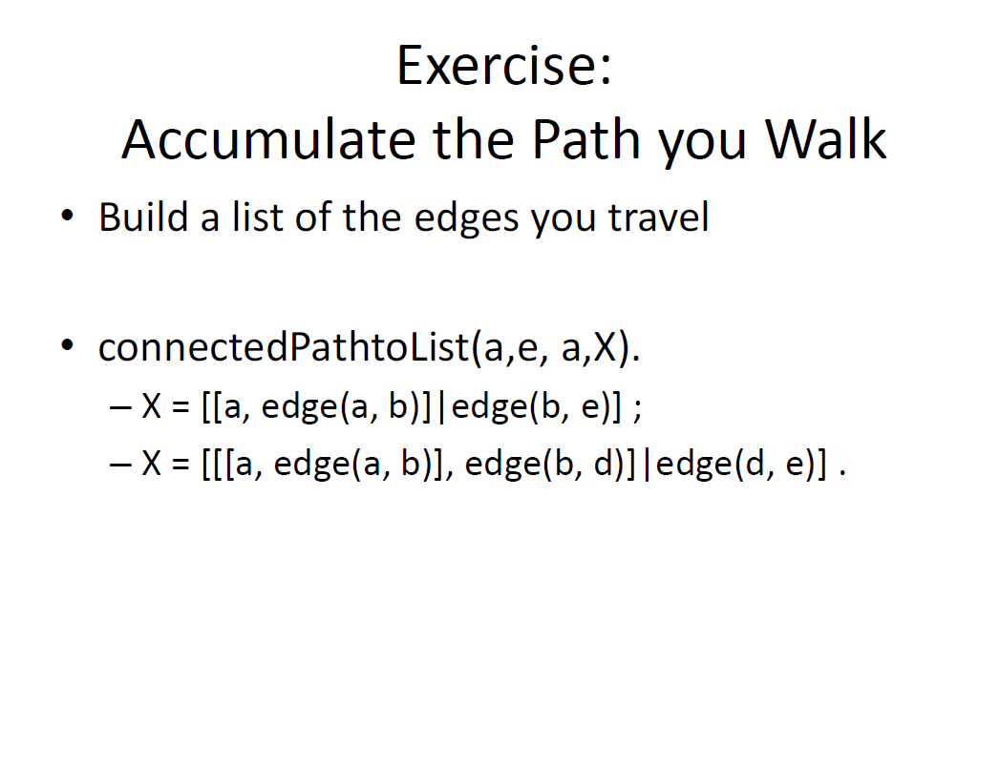 Exercise:
Accumulate the Path you Walk
• Build a list of the edges you travel
• connectedPathtoList(a,e, a,X).
– X = [[a, edge(a, b)]|edge(b, e)] ;
– X = [[[a, edge(a, b)], edge(b, d)]|edge(d, e)] .